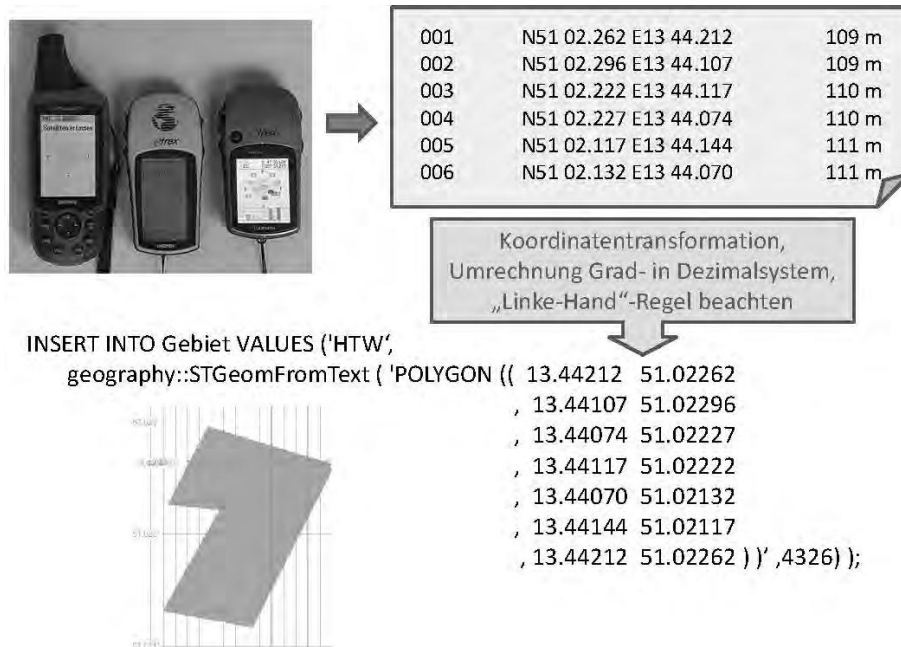 001 N51 02.262 E13 44.212 109 m
002 N51 02.296 E13 44.107 109 m
003 N51 02.222 E13 44.117 110 m
004 N51 02.227 E13 44.074 110 m
005 N51 02.117 E13 44.144 111 m
006 N51 02.132 E13 44.070 111 m
Koordinatentransformation,
Umrechnung Grad- in Dezimalsystem,
„Linke-Hand“-Regel beachten
INSERT INTO Gebiet VALUES ('HTW‘,
geography::STGeomFromText ( 'POLYGON (( 13.44212 51.02262
, 13.44107 51.02296
, 13.44074 51.02227
, 13.44117 51.02222
, 13.44070 51.02132
, 13.44144 51.02117
, 13.44212 51.02262 ) )’ ,4326) );